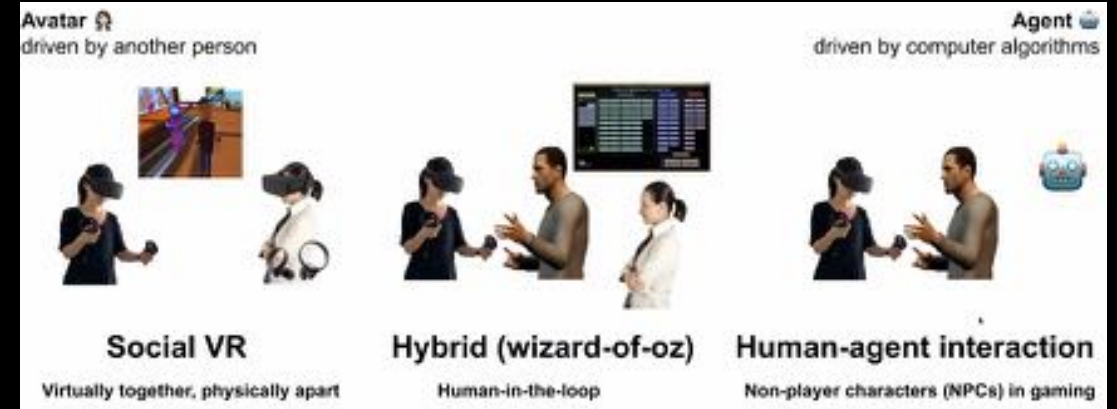 Avatar
driven by another person
Agent
driven by computer algorithms
Social VR
Hybrid (wizard-of-oz)
Human-agent interaction
Virtually together, physically apart
Human-in-the-loop
Non-player characters (NPCs) in gaming